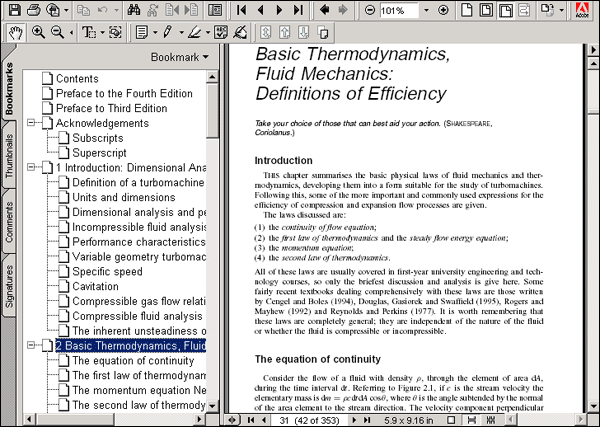 101%
Adobe
Bookmarks
Thumbnails
Comments
Signatures
Bookmark
Contents
Preface to the Fourth Edition
Preface to Third Edition
Acknowledgements
Subscripts
Superscript
1 Introduction: Dimensional Ana
Definition of a turbomachine
Units and dimensions
Dimensional analysis and pe
Incompressible fluid analysis
Performance characteristics
Variable geometry turbomac
Specific speed
Cavitation
Compressible gas flow relati
Compressible fluid analysis
The inherent unsteadiness o
2 Basic Thermodynamics, Fluid
The equation of continuity
The first law of thermodynam
The momentum equation Ne
The second law of thermody
Basic Thermodynamics,
Fluid Mechanics:
Definitions of Efficiency
Take your choice of those that can best aid your action. (SHAKESPEARE,
Coriolanus.)
Introduction
THIS chapter summarises the basic physical laws of fluid mechanics and ther-
modynamics, developing them into a form suitable for the study of turbomachines.
Following this, some of the more important and commonly used expressions for the
efficiency of compression and expansion flow processes are given.
The laws discussed are:
(1) the continuity of flow equation;
(2) the first law of thermodynamics and the steady flow energy equation;
(3) the momentum equation;
(4) the second law of thermodynamics.
All of these laws are usually covered in first-year university engineering and tech-
nology courses, so only the briefest discussion and analysis is give here. Some
fairly recent textbooks dealing comprehensively with these laws are those written
by Cengel and Boles (1994), Douglas, Gasiorek and Swaffield (1995), Rogers and
Mayhew (1992) and Reynolds and Perkins (1977). It is worth remembering that
these laws are completely general; they are independent of the nature of the fluid
or whether the fluid is compressible or incompressible.
The equation of continuity
Consider the flow of a fluid with density ρ, through the element of area dA,
during the time interval dt. Referring to Figure 2.1, if c is the stream velocity the
elementary mass is dm = ρcdtdA cosθ, where θ is the angle subtended by the normal
of the area element to the stream direction. The velocity component perpendicular
31 (42 of 353)
5.9 x 9.16 in